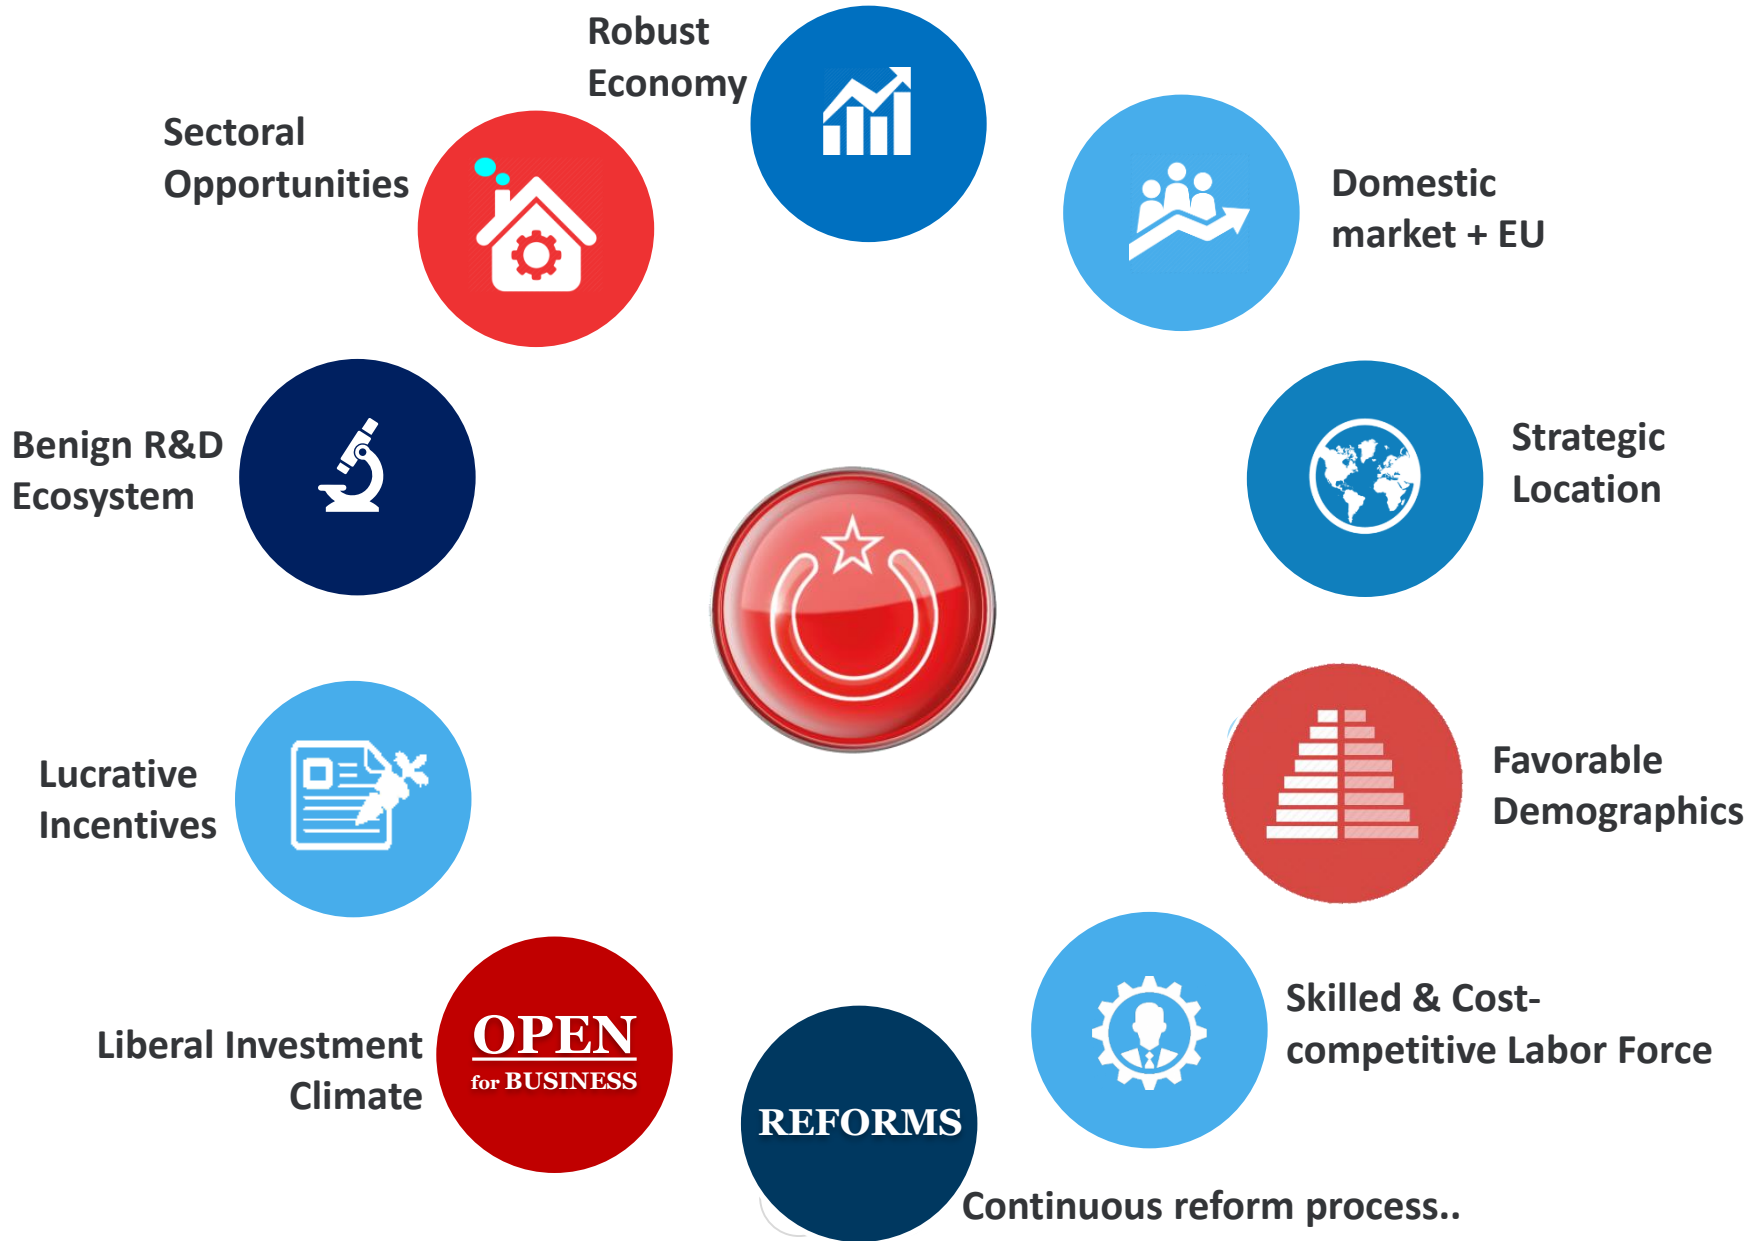 Robust
Economy
Sectoral
Opportunities
Domestic
market + EU
Benign R&D
Ecosystem
Strategic
Location
Lucrative
Incentives
Favorable
Demographics
Liberal Investment
Climate
OPEN
for BUSINESS
REFORMS
Skilled & Cost-
competitive Labor Force
Continuous reform process..